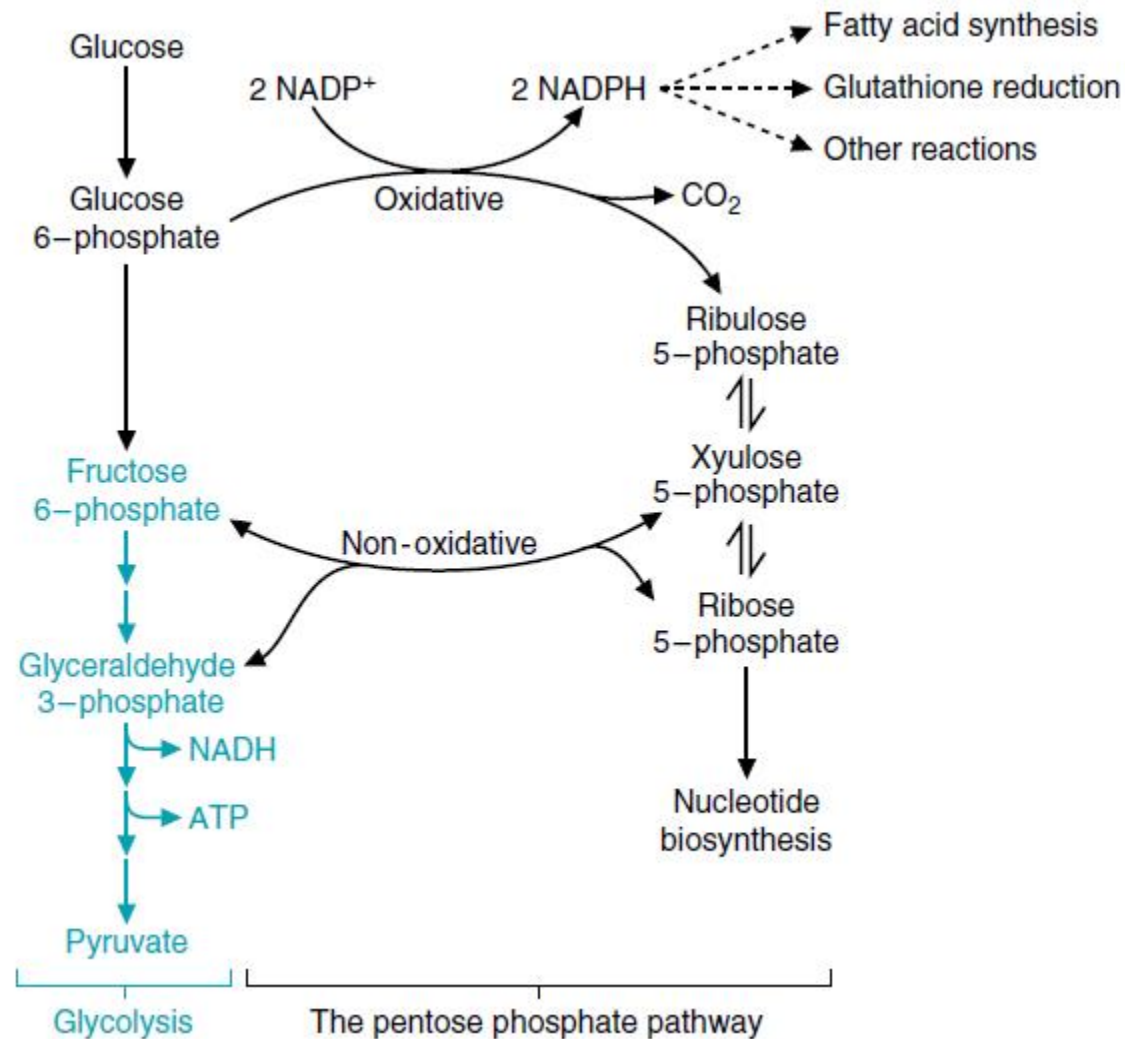 Glucose
2 NADP⁺
2 NADPH
Fatty acid synthesis
Glutathione reduction
Other reactions
Glucose
6–phosphate
Oxidative
CO₂
Ribulose
5–phosphate
Fructose
6–phosphate
Xyulose
5–phosphate
Non-oxidative
Ribose
5–phosphate
Glyceraldehyde
3–phosphate
NADH
ATP
Nucleotide
biosynthesis
Pyruvate
Glycolysis
The pentose phosphate pathway